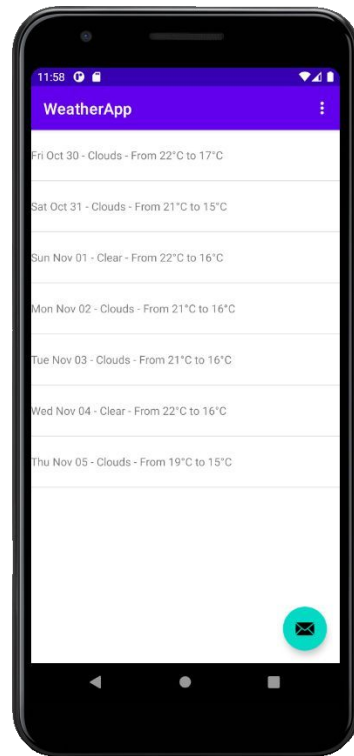 11:58
WeatherApp
Fri Oct 30 - Clouds - From 22°C to 17°C
Sat Oct 31 - Clouds - From 21°C to 15°C
Sun Nov 01 - Clear - From 22°C to 16°C
Mon Nov 02 - Clouds - From 21°C to 16°C
Tue Nov 03 - Clouds - From 21°C to 16°C
Wed Nov 04 - Clear - From 22°C to 16°C
Thu Nov 05 - Clouds - From 19°C to 15°C